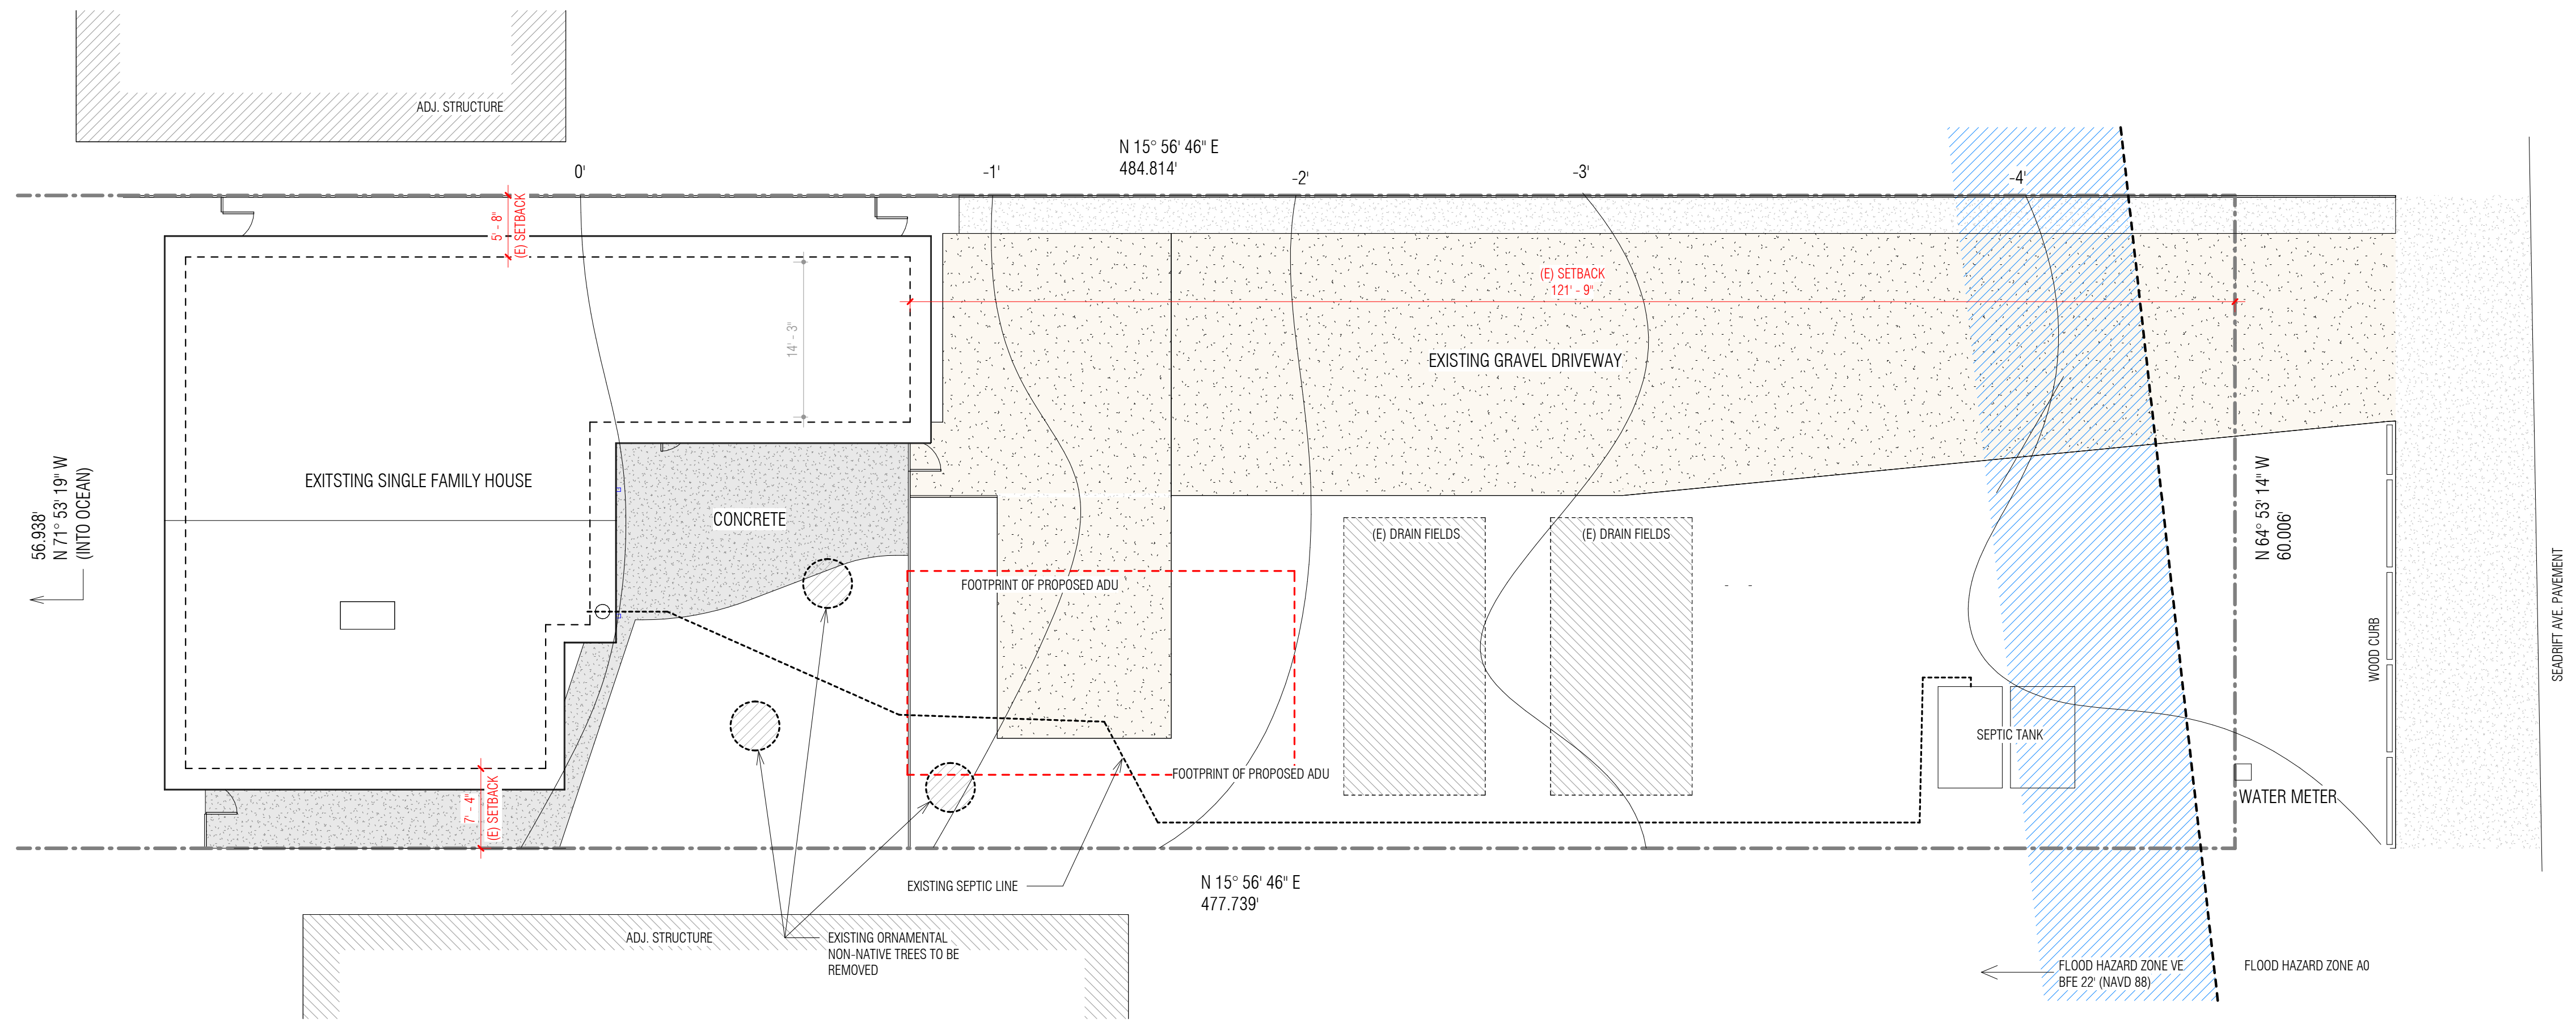 ADJ. STRUCTURE
N 15° 56' 46" E
484.814'
0'
-1'
-2'
-3'
-4'
5' - 8"
(E) SETBACK
(E) SETBACK
121' - 9"
14' - 3"
EXISTING GRAVEL DRIVEWAY
56.938'
N 71° 53' 19" W
(INTO OCEAN)
EXITSTING SINGLE FAMILY HOUSE
CONCRETE
(E) DRAIN FIELDS
(E) DRAIN FIELDS
N 64° 53' 14" W
60.006'
FOOTPRINT OF PROPOSED ADU
SEADRIFT AVE. PAVEMENT
WOOD CURB
SEPTIC TANK
FOOTPRINT OF PROPOSED ADU
WATER METER
7' - 4"
(E) SETBACK
EXISTING SEPTIC LINE
N 15° 56' 46" E
477.739'
ADJ. STRUCTURE
EXISTING ORNAMENTAL
NON-NATIVE TREES TO BE
REMOVED
FLOOD HAZARD ZONE VE
BFE 22' (NAVD 88)
FLOOD HAZARD ZONE A0